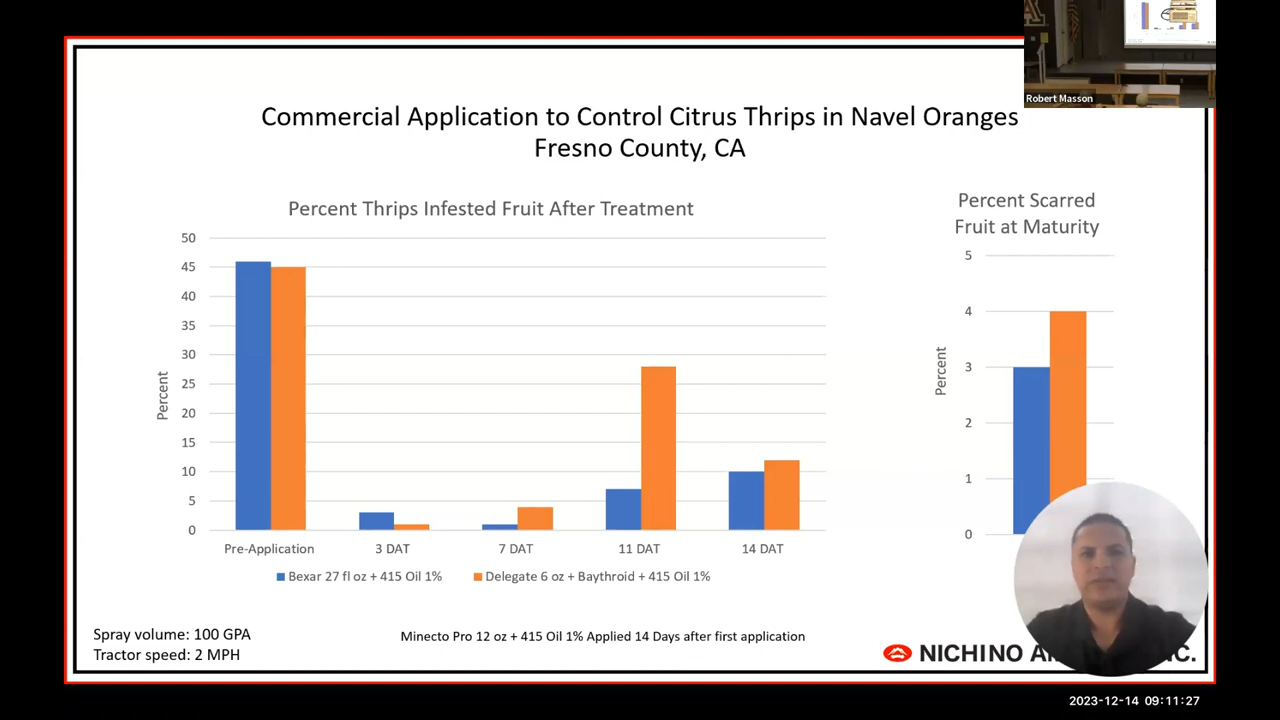 Robert Masson
Commercial Application to Control Citrus Thrips in Navel Oranges
Fresno County, CA
Percent Thrips Infested Fruit After Treatment
50
45
40
35
30
25
20
15
10
5
0
Percent
Pre-Application
3 DAT
7 DAT
11 DAT
14 DAT
Bexar 27 fl oz + 415 Oil 1%
Delegate 6 oz + Baythroid + 415 Oil 1%
Percent Scarred
Fruit at Maturity
5
4
3
2
1
0
Percent
Spray volume: 100 GPA
Tractor speed: 2 MPH
Minecto Pro 12 oz + 415 Oil 1% Applied 14 Days after first application
NICHINO
2023-12-14 09:11:27